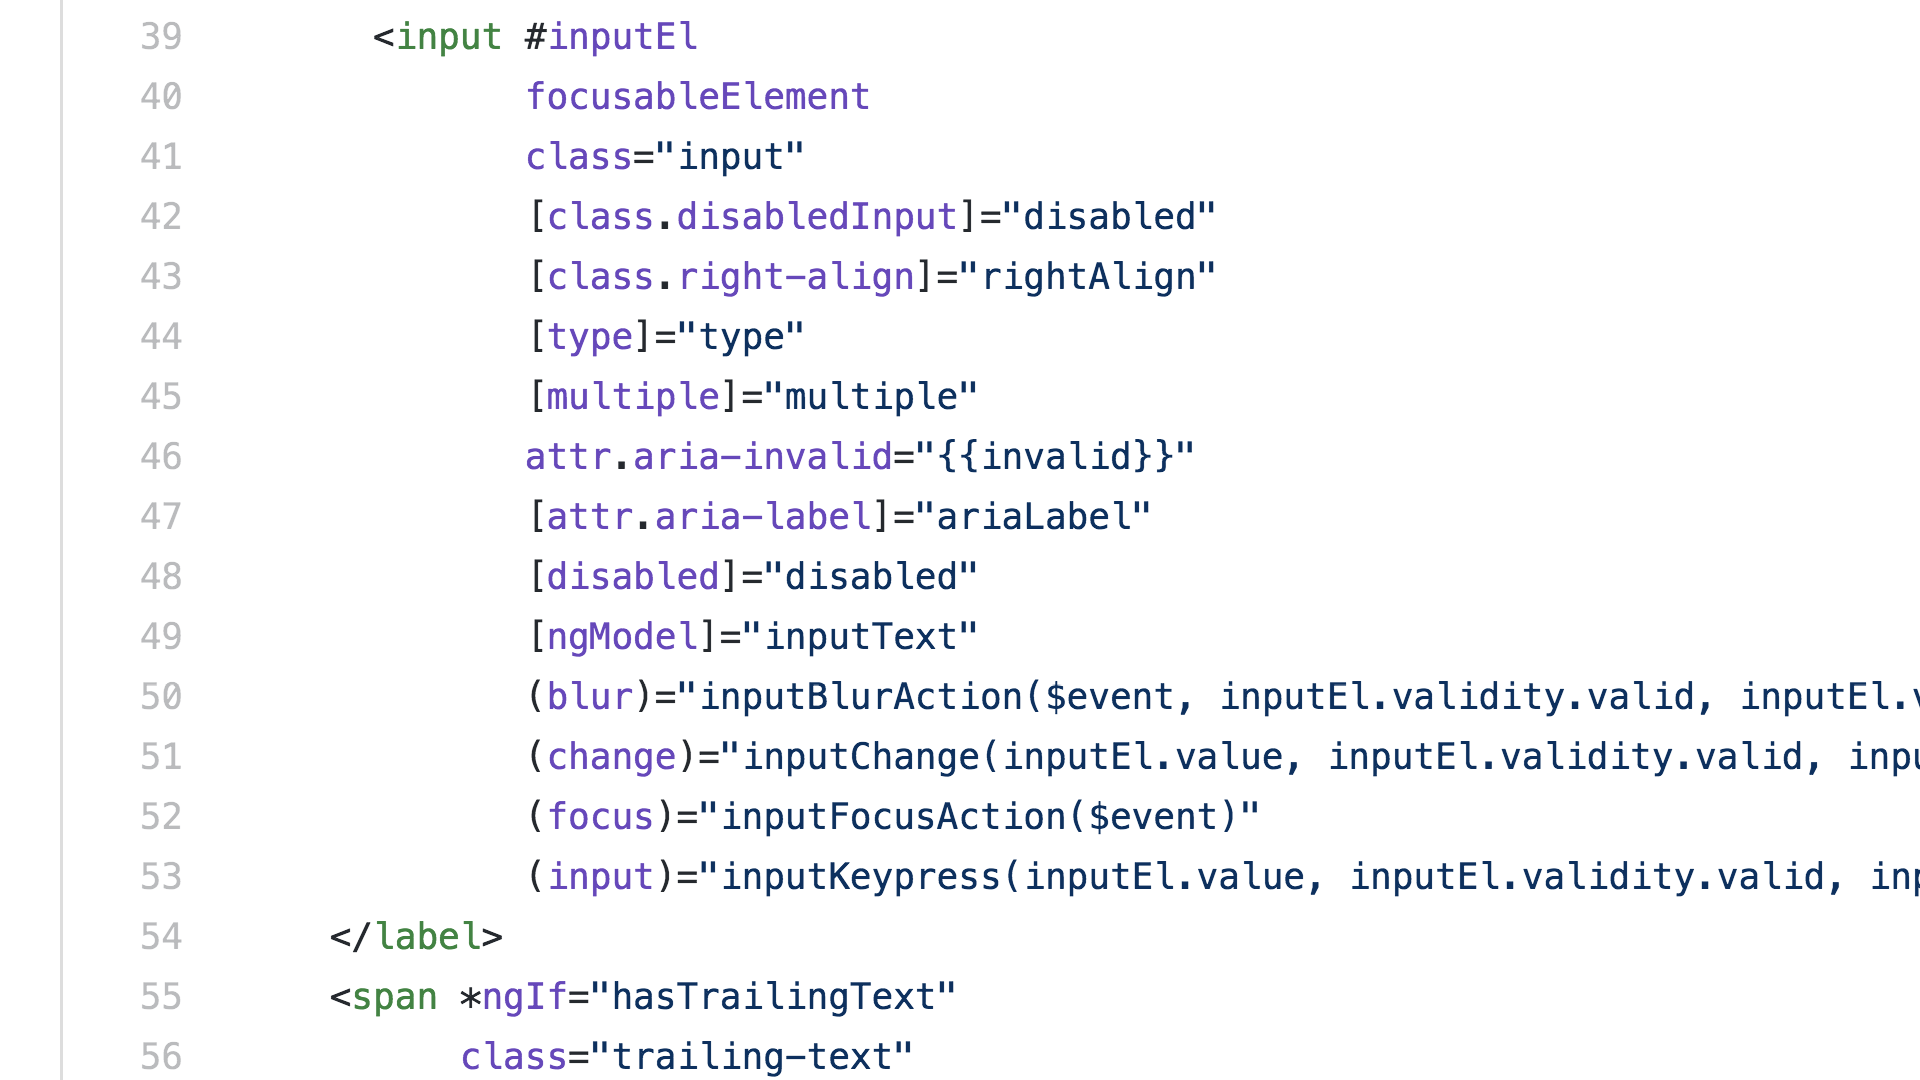 39 <input #inputEl
40 focusableElement
41 class="input"
42 [class.disabledInput]="disabled"
43 [class.right-align]="rightAlign"
44 [type]="type"
45 [multiple]="multiple"
46 attr.aria-invalid="{{invalid}}"
47 [attr.aria-label]="ariaLabel"
48 [disabled]="disabled"
49 [ngModel]="inputText"
50 (blur)="inputBlurAction($event, inputEl.validity.valid, inputEl.v
51 (change)="inputChange(inputEl.value, inputEl.validity.valid, inpu
52 (focus)="inputFocusAction($event)"
53 (input)="inputKeypress(inputEl.value, inputEl.validity.valid, inp
54 </label>
55 <span *ngIf="hasTrailingText"
56 class="trailing-text"